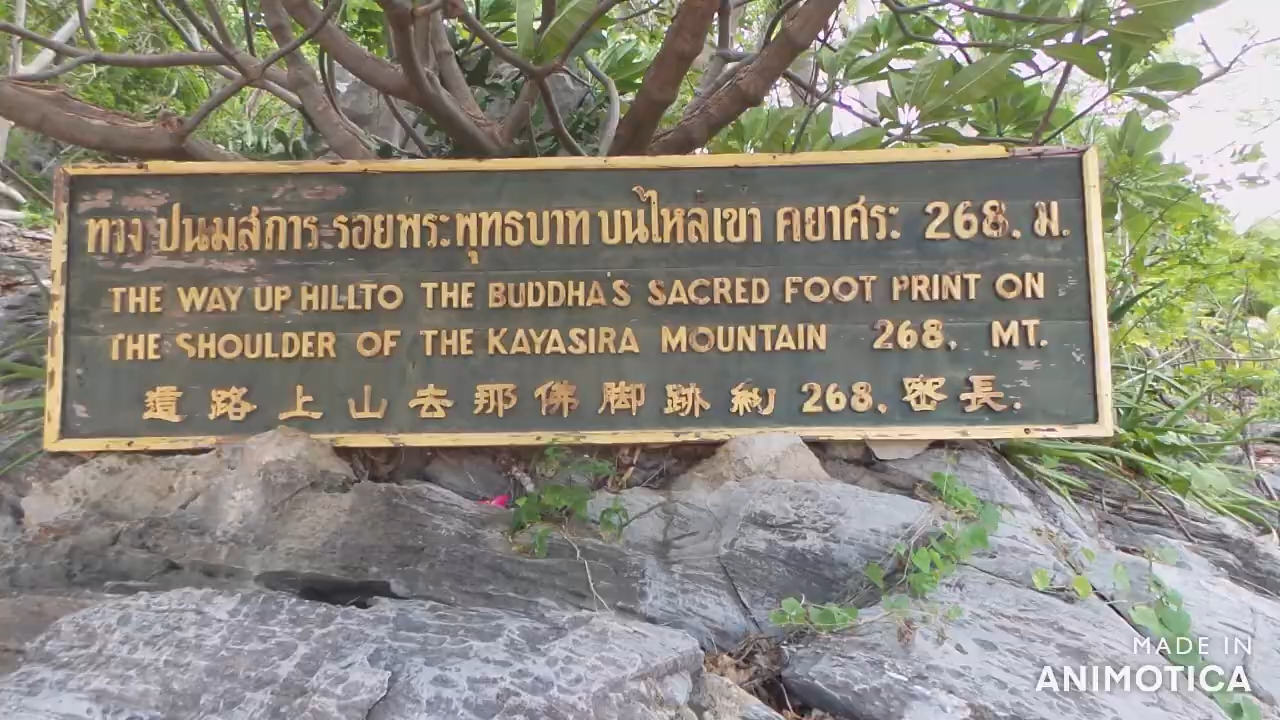 ทาง ปนมสการ-รอยพระพุทธบาท บนไหล่เขา คยาศีระ 268. ม.
THE WAY UP HILLTO THE BUDDHA'S SACRED FOOT PRINT ON
THE SHOULDER OF THE KAYASIRA MOUNTAIN 268. MT.
道路上山去那佛脚跡約 268. 密長.
MADE IN
ANIMOTICA